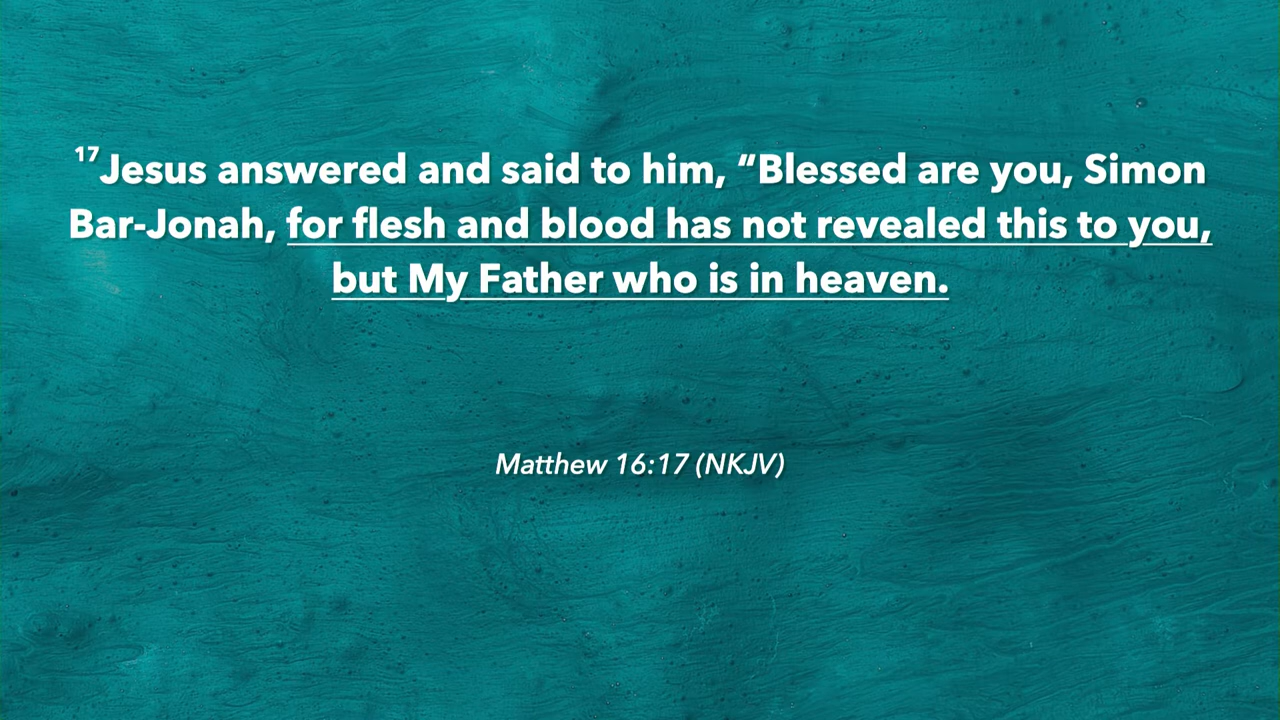 17Jesus answered and said to him, “Blessed are you, Simon
Bar-Jonah, for flesh and blood has not revealed this to you,
but My Father who is in heaven.
Matthew 16:17 (NKJV)